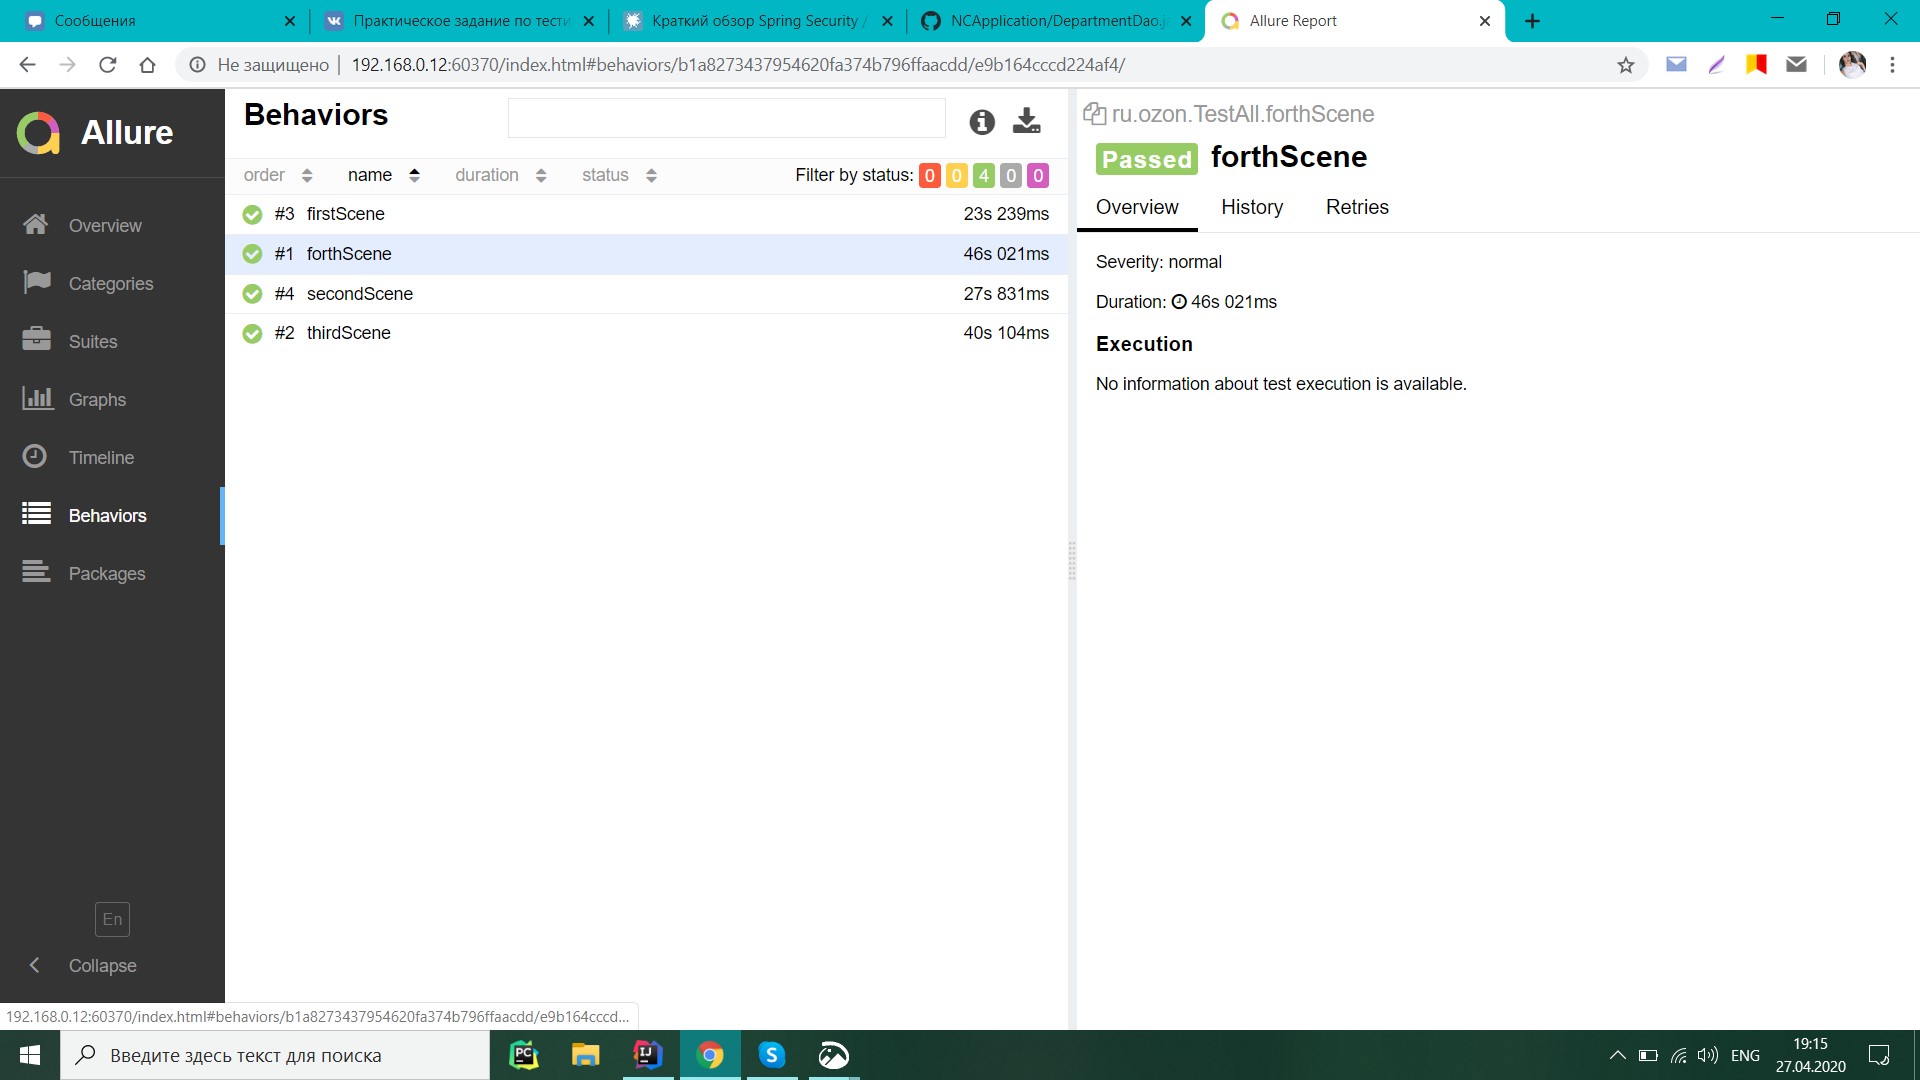 Сообщения
Практическое задание по тести
Краткий обзор Spring Security /
NCApplication/DepartmentDao.ja
Allure Report
Не защищено
192.168.0.12:60370/index.html#behaviors/b1a8273437954620fa374b796ffaacdd/e9b164cccd224af4/
Allure
Overview
Categories
Suites
Graphs
Timeline
Behaviors
Packages
En
Collapse
Behaviors
order name duration status Filter by status: 0 0 4 0 0
#3 firstScene 23s 239ms
#1 forthScene 46s 021ms
#4 secondScene 27s 831ms
#2 thirdScene 40s 104ms
ru.ozon.TestAll.forthScene
Passed forthScene
Overview History Retries
Severity: normal
Duration: 46s 021ms
Execution
No information about test execution is available.
192.168.0.12:60370/index.html#behaviors/b1a8273437954620fa374b796ffaacdd/e9b164cccd...
Введите здесь текст для поиска
PC
IJ
S
ENG
19:15
27.04.2020